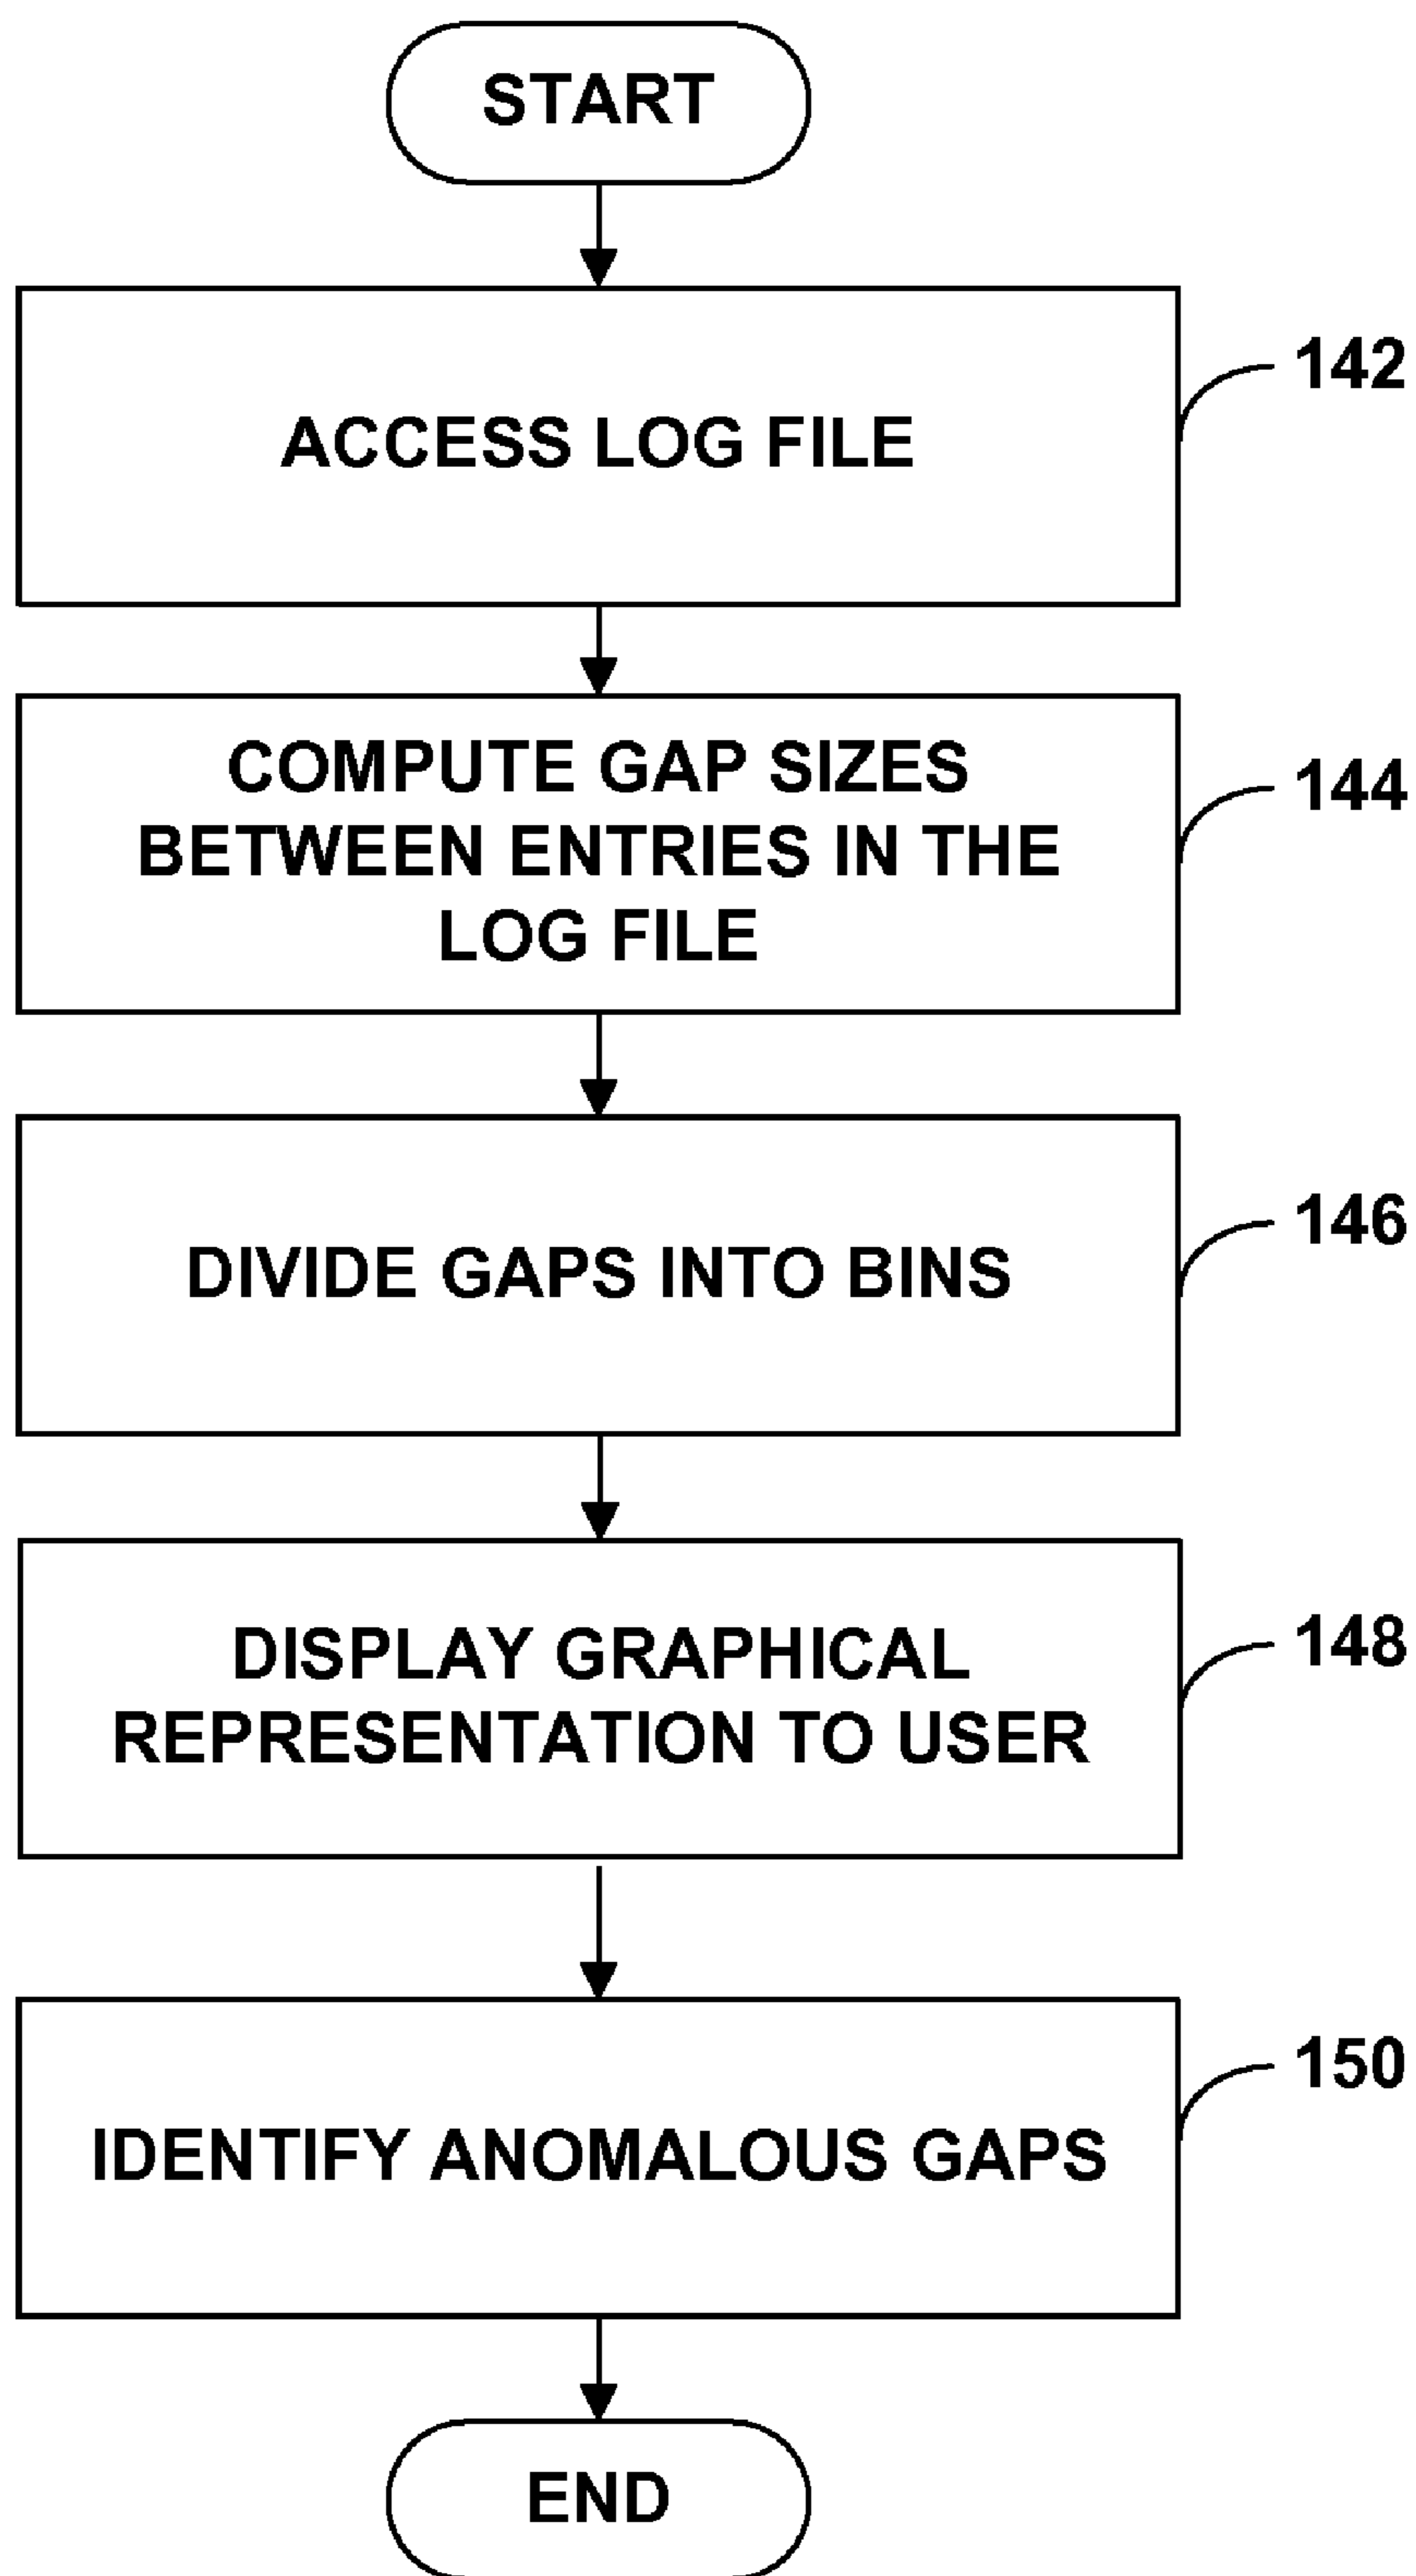 START
ACCESS LOG FILE
142
COMPUTE GAP SIZES
BETWEEN ENTRIES IN THE
LOG FILE
144
DIVIDE GAPS INTO BINS
146
DISPLAY GRAPHICAL
REPRESENTATION TO USER
148
IDENTIFY ANOMALOUS GAPS
150
END